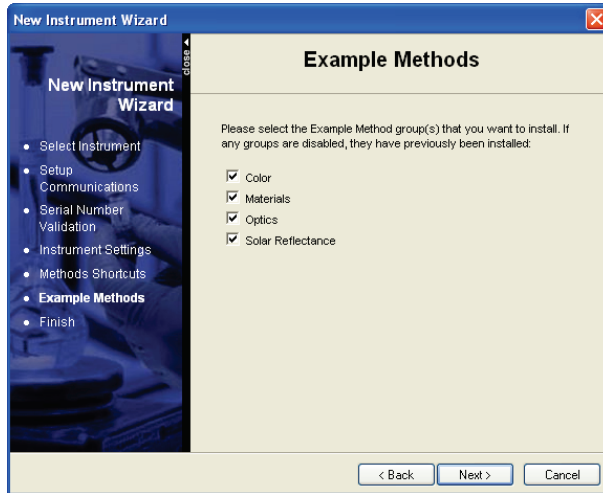 New Instrument Wizard
close
New Instrument
Wizard
Select Instrument
Setup
Communications
Serial Number
Validation
Instrument Settings
Methods Shortcuts
Example Methods
Finish
Example Methods
Please select the Example Method group(s) that you want to install. If
any groups are disabled, they have previously been installed:
Color
Materials
Optics
Solar Reflectance
< Back
Next >
Cancel